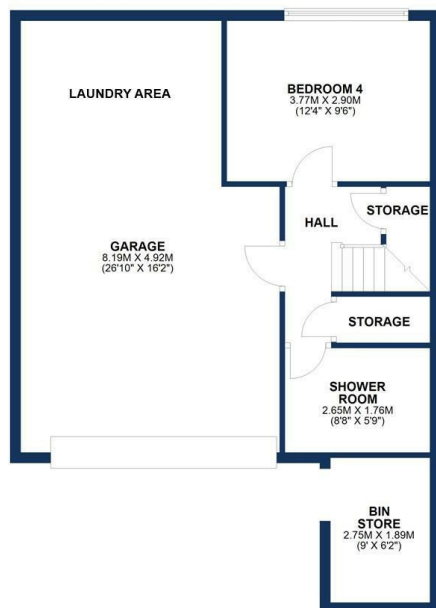 LAUNDRY AREA
BEDROOM 4
3.77M X 2.90M
(12'4" X 9'6")
STORAGE
HALL
GARAGE
8.19M X 4.92M
(26'10" X 16'2")
STORAGE
SHOWER
ROOM
2.65M X 1.76M
(8'8" X 5'9")
BIN
STORE
2.75M X 1.89M
(9' X 6'2")